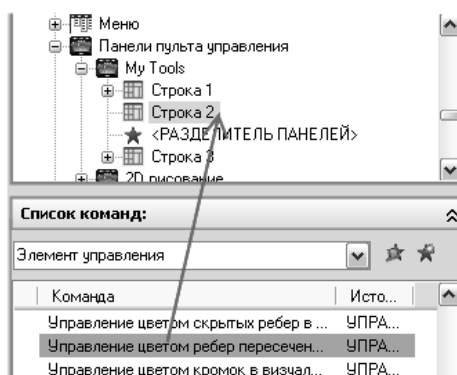 Меню
Панели пульта управления
My Tools
Строка 1
Строка 2
<РАЗДЕЛИТЕЛЬ ПАНЕЛЕЙ>
Строка 3
2D рисование
Список команд:
Элемент управления
Команда Исто...
Управление цветом скрытых ребер в ... УПРА...
Управление цветом ребер пересечен... УПРА...
Управление цветом кромок в визуал... УПРА...